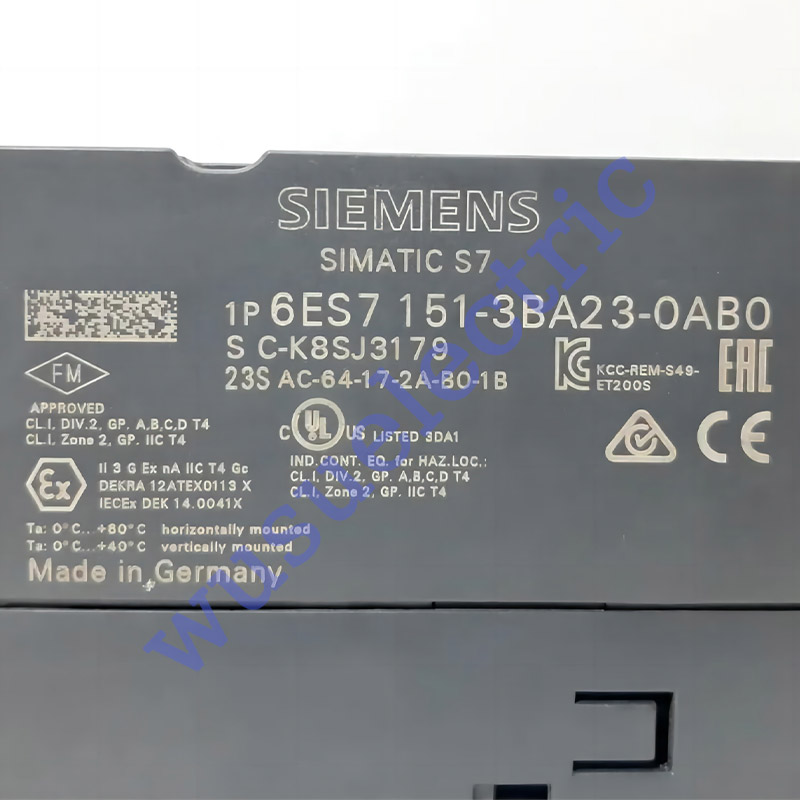 SIEMENS
SIMATIC S7
1P 6ES7 151-3BA23-0AB0
S C-K8SJ3179
23S AC-64-17-2A-B0-1B
KCC-REM-S49-
ET200S
EAC
FM
APPROVED
CL.I, DIV.2, GP. A,B,C,D T4
CL.I, Zone 2, GP. IIC T4
C UL US LISTED 3DA1
IND.CONT. EQ. for HAZ.LOC.:
CL.I, DIV.2, GP. A,B,C,D T4
CL.I, Zone 2, GP. IIC T4
CE
Ex
II 3 G Ex nA IIC T4 Gc
DEKRA 12ATEX0113 X
IECEx DEK 14.0041X
Ta: 0°C...+60°C horizontally mounted
Ta: 0°C...+40°C vertically mounted
Made in Germany
wusuelectric